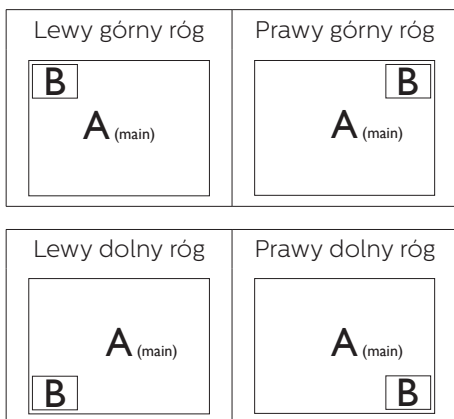 Lewy górny róg
Prawy górny róg
B
A (main)
B
A (main)
Lewy dolny róg
Prawy dolny róg
A (main)
B
A (main)
B